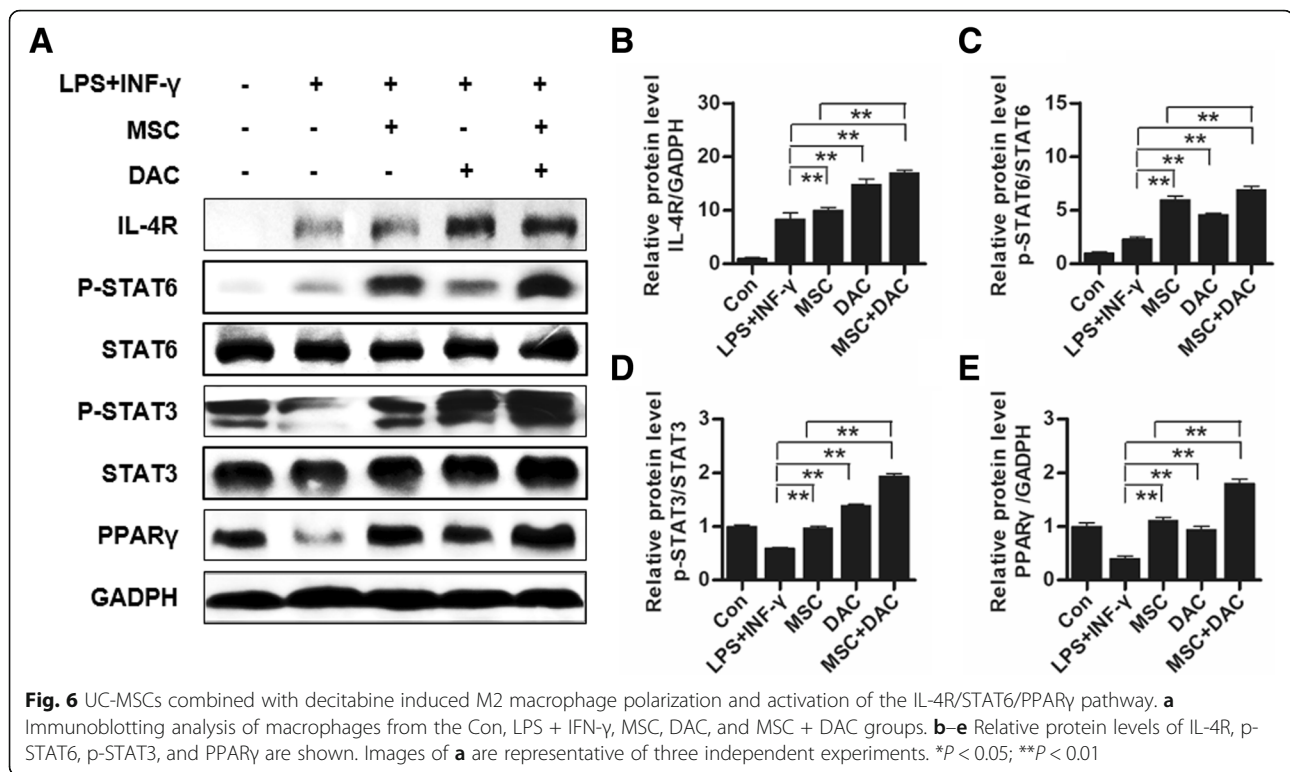 A
LPS+INF-γ - + + + +
MSC - - + - +
DAC - - - + +
IL-4R
P-STAT6
STAT6
P-STAT3
STAT3
PPARγ
GADPH
B
Relative protein level
IL-4R/GADPH
30
20
10
0
** ** ** **
Con LPS+INF-γ MSC DAC MSC+DAC
C
Relative protein level
p-STAT6/STAT6
15
10
5
0
** ** ** **
Con LPS+INF-γ MSC DAC MSC+DAC
D
Relative protein level
p-STAT3/STAT3
3
2
1
0
** ** ** **
Con LPS+INF-γ MSC DAC MSC+DAC
E
Relative protein level
PPARγ/GADPH
3
2
1
0
** ** ** **
Con LPS+INF-γ MSC DAC MSC+DAC
Fig. 6 UC-MSCs combined with decitabine induced M2 macrophage polarization and activation of the IL-4R/STAT6/PPARγ pathway. a
Immunoblotting analysis of macrophages from the Con, LPS + IFN-γ, MSC, DAC, and MSC + DAC groups. b–e Relative protein levels of IL-4R, p-
STAT6, p-STAT3, and PPARγ are shown. Images of a are representative of three independent experiments. *P < 0.05; **P < 0.01